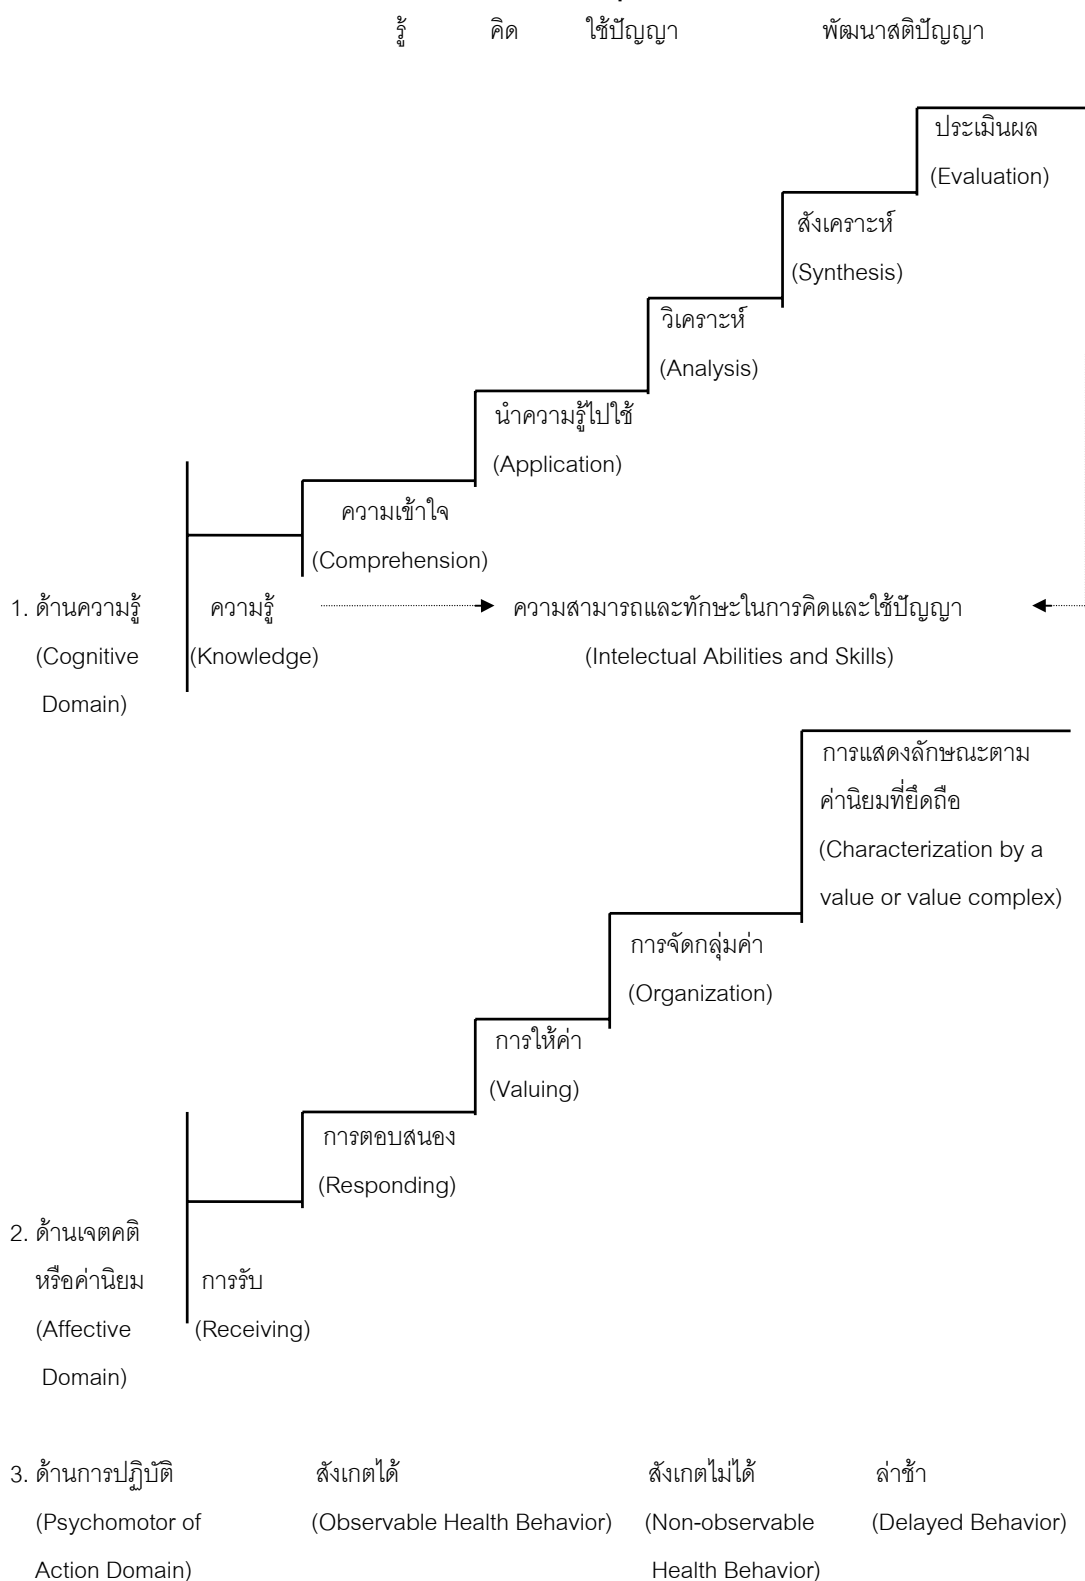 รู้ คิด ใช้ปัญญา พัฒนาสติปัญญา
ประเมินผล
(Evaluation)
สังเคราะห์
(Synthesis)
วิเคราะห์
(Analysis)
นำความรู้ไปใช้
(Application)
ความเข้าใจ
(Comprehension)
1. ด้านความรู้ ความรู้ ความสามารถและทักษะในการคิดและใช้ปัญญา
(Cognitive (Knowledge) (Intelectual Abilities and Skills)
Domain)
การแสดงลักษณะตาม
ค่านิยมที่ยึดถือ
(Characterization by a
value or value complex)
การจัดกลุ่มค่า
(Organization)
การให้ค่า
(Valuing)
การตอบสนอง
(Responding)
2. ด้านเจตคติ
หรือค่านิยม การรับ
(Affective (Receiving)
Domain)
3. ด้านการปฏิบัติ สังเกตได้ สังเกตไม่ได้ ล่าช้า
(Psychomotor of (Observable Health Behavior) (Non-observable (Delayed Behavior)
Action Domain) Health Behavior)